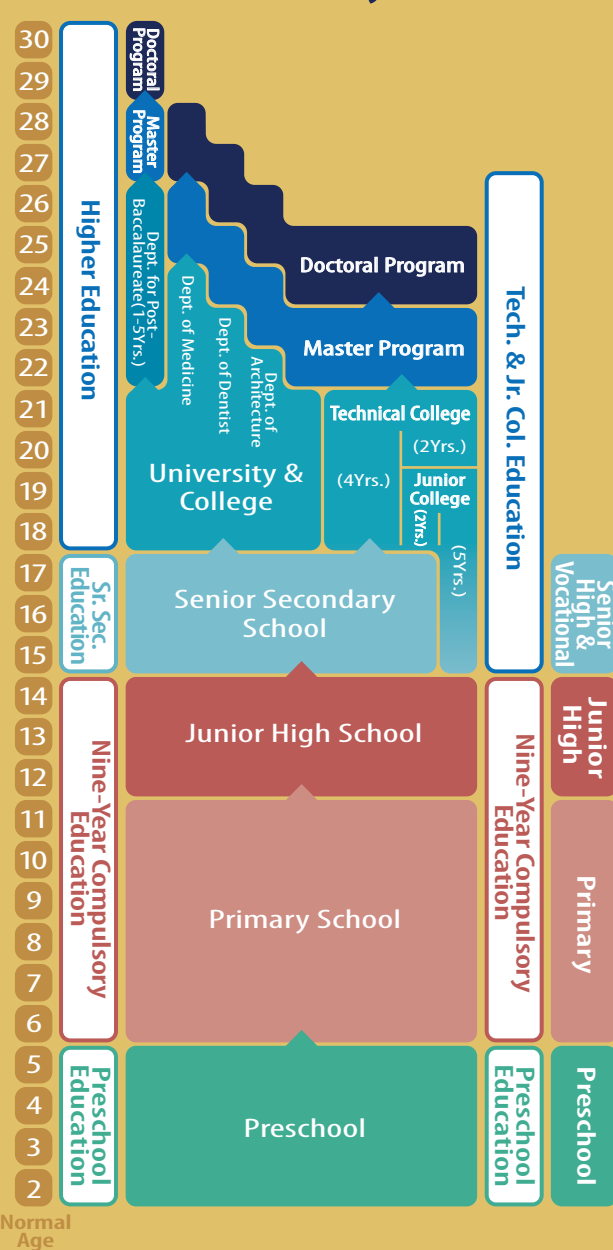 30
29
28
27
26
25
24
23
22
21
20
19
18
17
16
15
14
13
12
11
10
9
8
7
6
5
4
3
2
Normal
Age
Higher Education
Sr. Sec.
Education
Nine-Year Compulsory
Education
Preschool
Education
Doctoral
Program
Master
Program
Dept. for Post-
Baccalaureate(1-5Yrs.)
Dept. of Medicine
Dept. of Dentist
Dept. of
Architecture
University &
College
Doctoral Program
Master Program
Technical College
(4Yrs.)
(2Yrs.)
Junior
College
(2Yrs.)
(5Yrs.)
Senior Secondary
School
Junior High School
Primary School
Preschool
Tech. & Jr. Col. Education
Nine-Year Compulsory
Education
Preschool
Education
Senior
High &
Vocational
Junior
High
Primary
Preschool